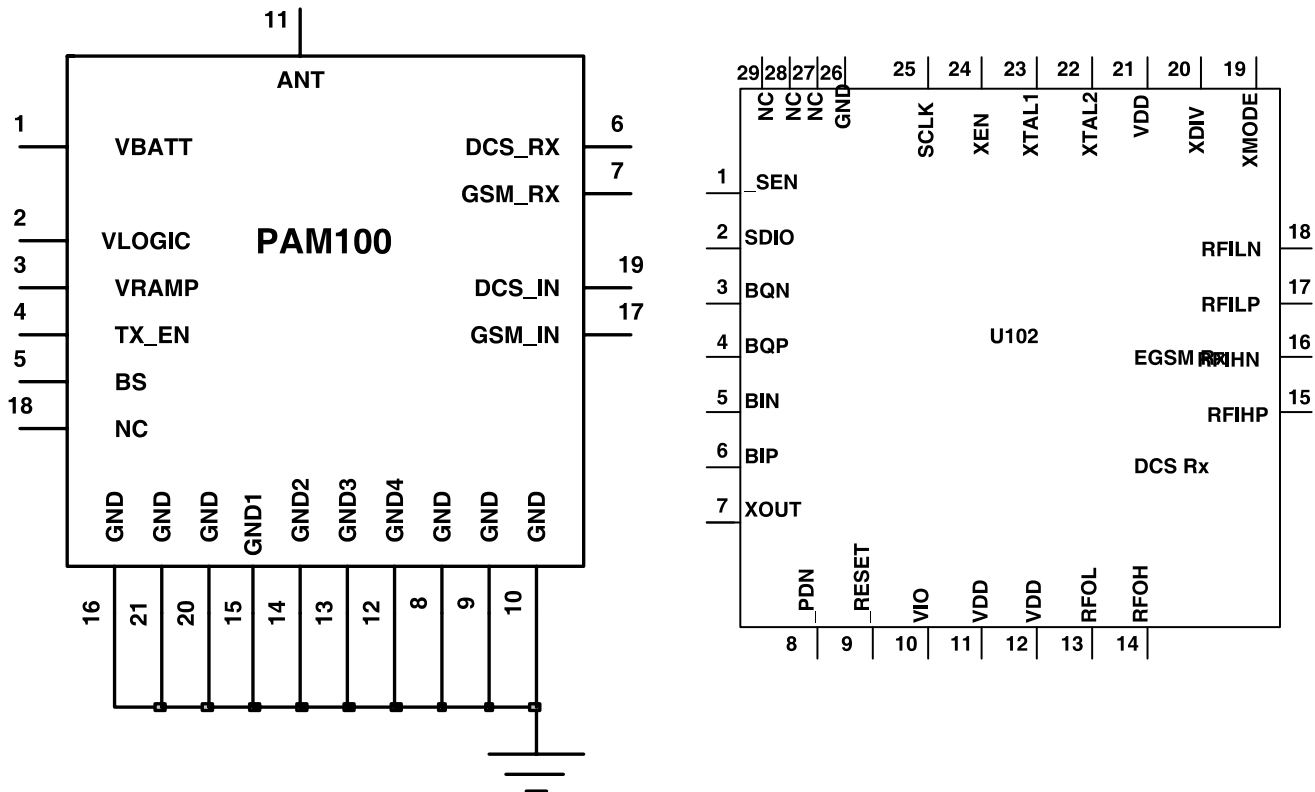 11
ANT
1
VBATT
DCS_RX
6
GSM_RX
7
2
VLOGIC
PAM100
3
VRAMP
DCS_IN
19
4
TX_EN
GSM_IN
17
5
BS
18
NC
GND
GND
GND
GND1
GND2
GND3
GND4
GND
GND
GND
16
21
20
15
14
13
12
8
9
10
29
28
27
26
25
24
23
22
21
20
19
NC
NC
NC
GND
SCLK
XEN
XTAL1
XTAL2
VDD
XDIV
XMODE
1
_SEN
2
SDIO
RFILN
18
3
BQN
RFILP
17
4
BQP
U102
EGSM Rx
RFIHN
16
5
BIN
RFIHP
15
6
BIP
DCS Rx
7
XOUT
_PDN
_RESET
VIO
VDD
VDD
RFOL
RFOH
8
9
10
11
12
13
14